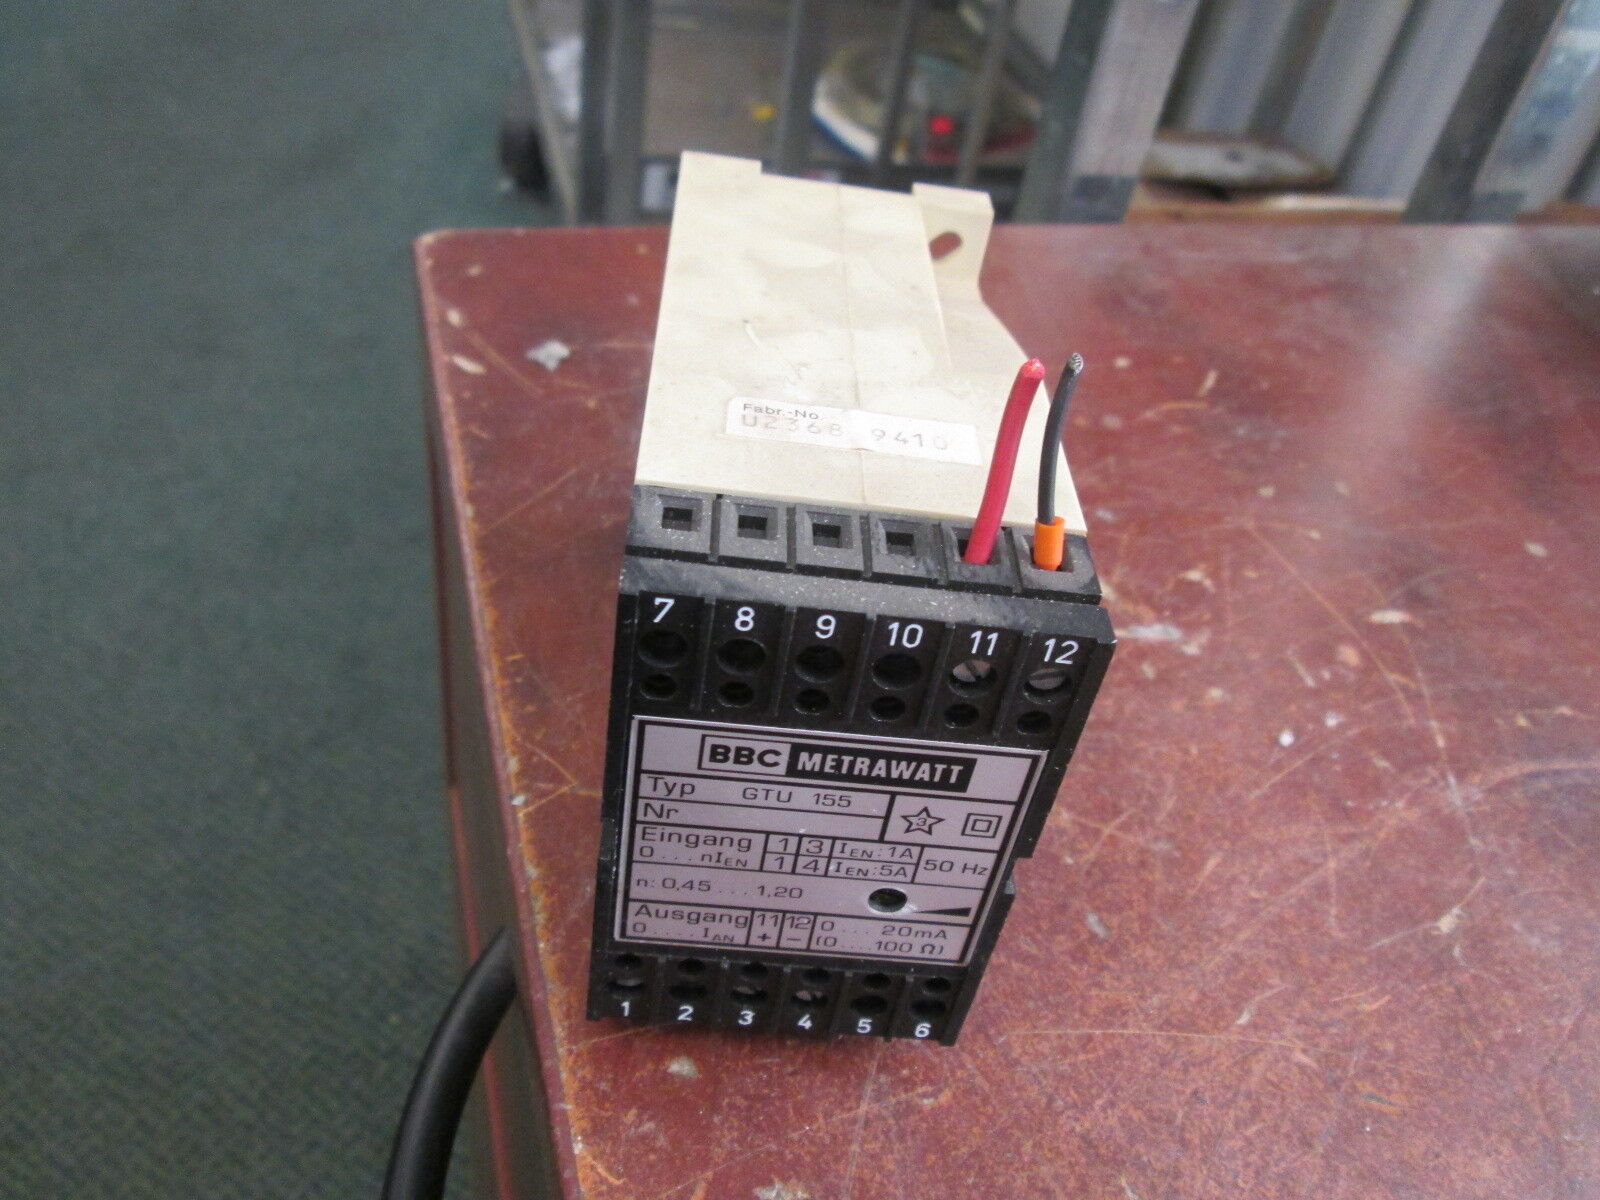 Fabr.-No.
U2368 9410
7 8 9 10 11 12
BBC METRAWATT
Typ GTU 155
Nr
3
Eingang 1 3 IEN:1A 50 Hz
0...nIEN 1 4 IEN:5A
n: 0,45 ... 1,20
Ausgang 11 12 0 ... 20mA
0 ... IAN + − (0 ... 100 Ω)
1 2 3 4 5 6